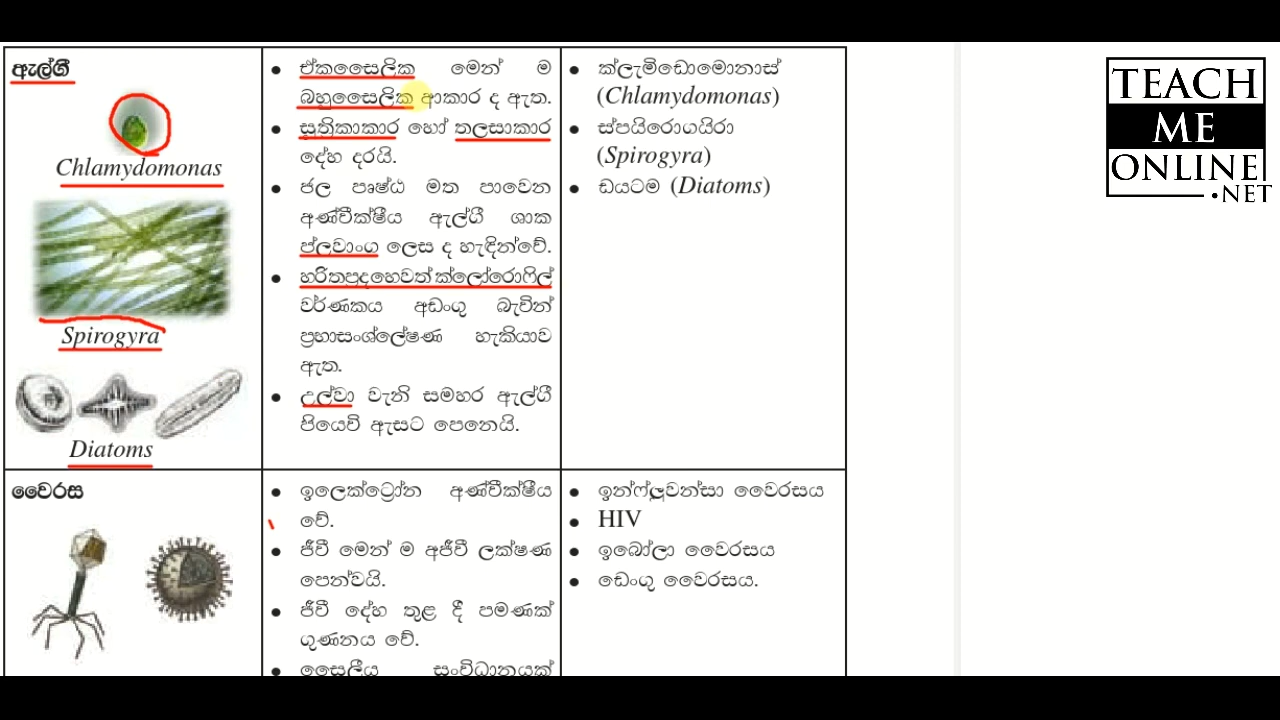 ඇල්ගී
Chlamydomonas
Spirogyra
Diatoms
● ඒකසෛලික මෙන් ම
බහුසෛලික ආකාර ද ඇත.
● සූත්‍රිකාකාර හෝ තලසාකාර
දේහ දරයි.
● ජල පෘෂ්ඨ මත පාවෙන
අණ්වීක්ෂීය ඇල්ගී ශාක
ප්ලවාංග ලෙස ද හැඳින්වේ.
● හරිතප්‍රද හෙවත් ක්ලෝරොෆිල්
වර්ණකය අඩංගු බැවින්
ප්‍රභාසංශ්ලේෂණ හැකියාව
ඇත.
● උල්වා වැනි සමහර ඇල්ගී
පියෙවි ඇසට පෙනෙයි.
● ක්ලැමිඩොමොනාස්
(Chlamydomonas)
● ස්පයිරොගයිරා
(Spirogyra)
● ඩයටම (Diatoms)
වෛරස
● ඉලෙක්ට්‍රෝන අණ්වීක්ෂීය
වේ.
● ජීවී මෙන් ම අජීවී ලක්ෂණ
පෙන්වයි.
● ජීවී දේහ තුළ දී පමණක්
ගුණනය වේ.
● සෛලීය සංවිධානයක්
● ඉන්ෆ්ලුවන්සා වෛරසය
● HIV
● ඉබෝලා වෛරසය
● ඩෙංගු වෛරසය.
TEACH
ME
ONLINE
.NET